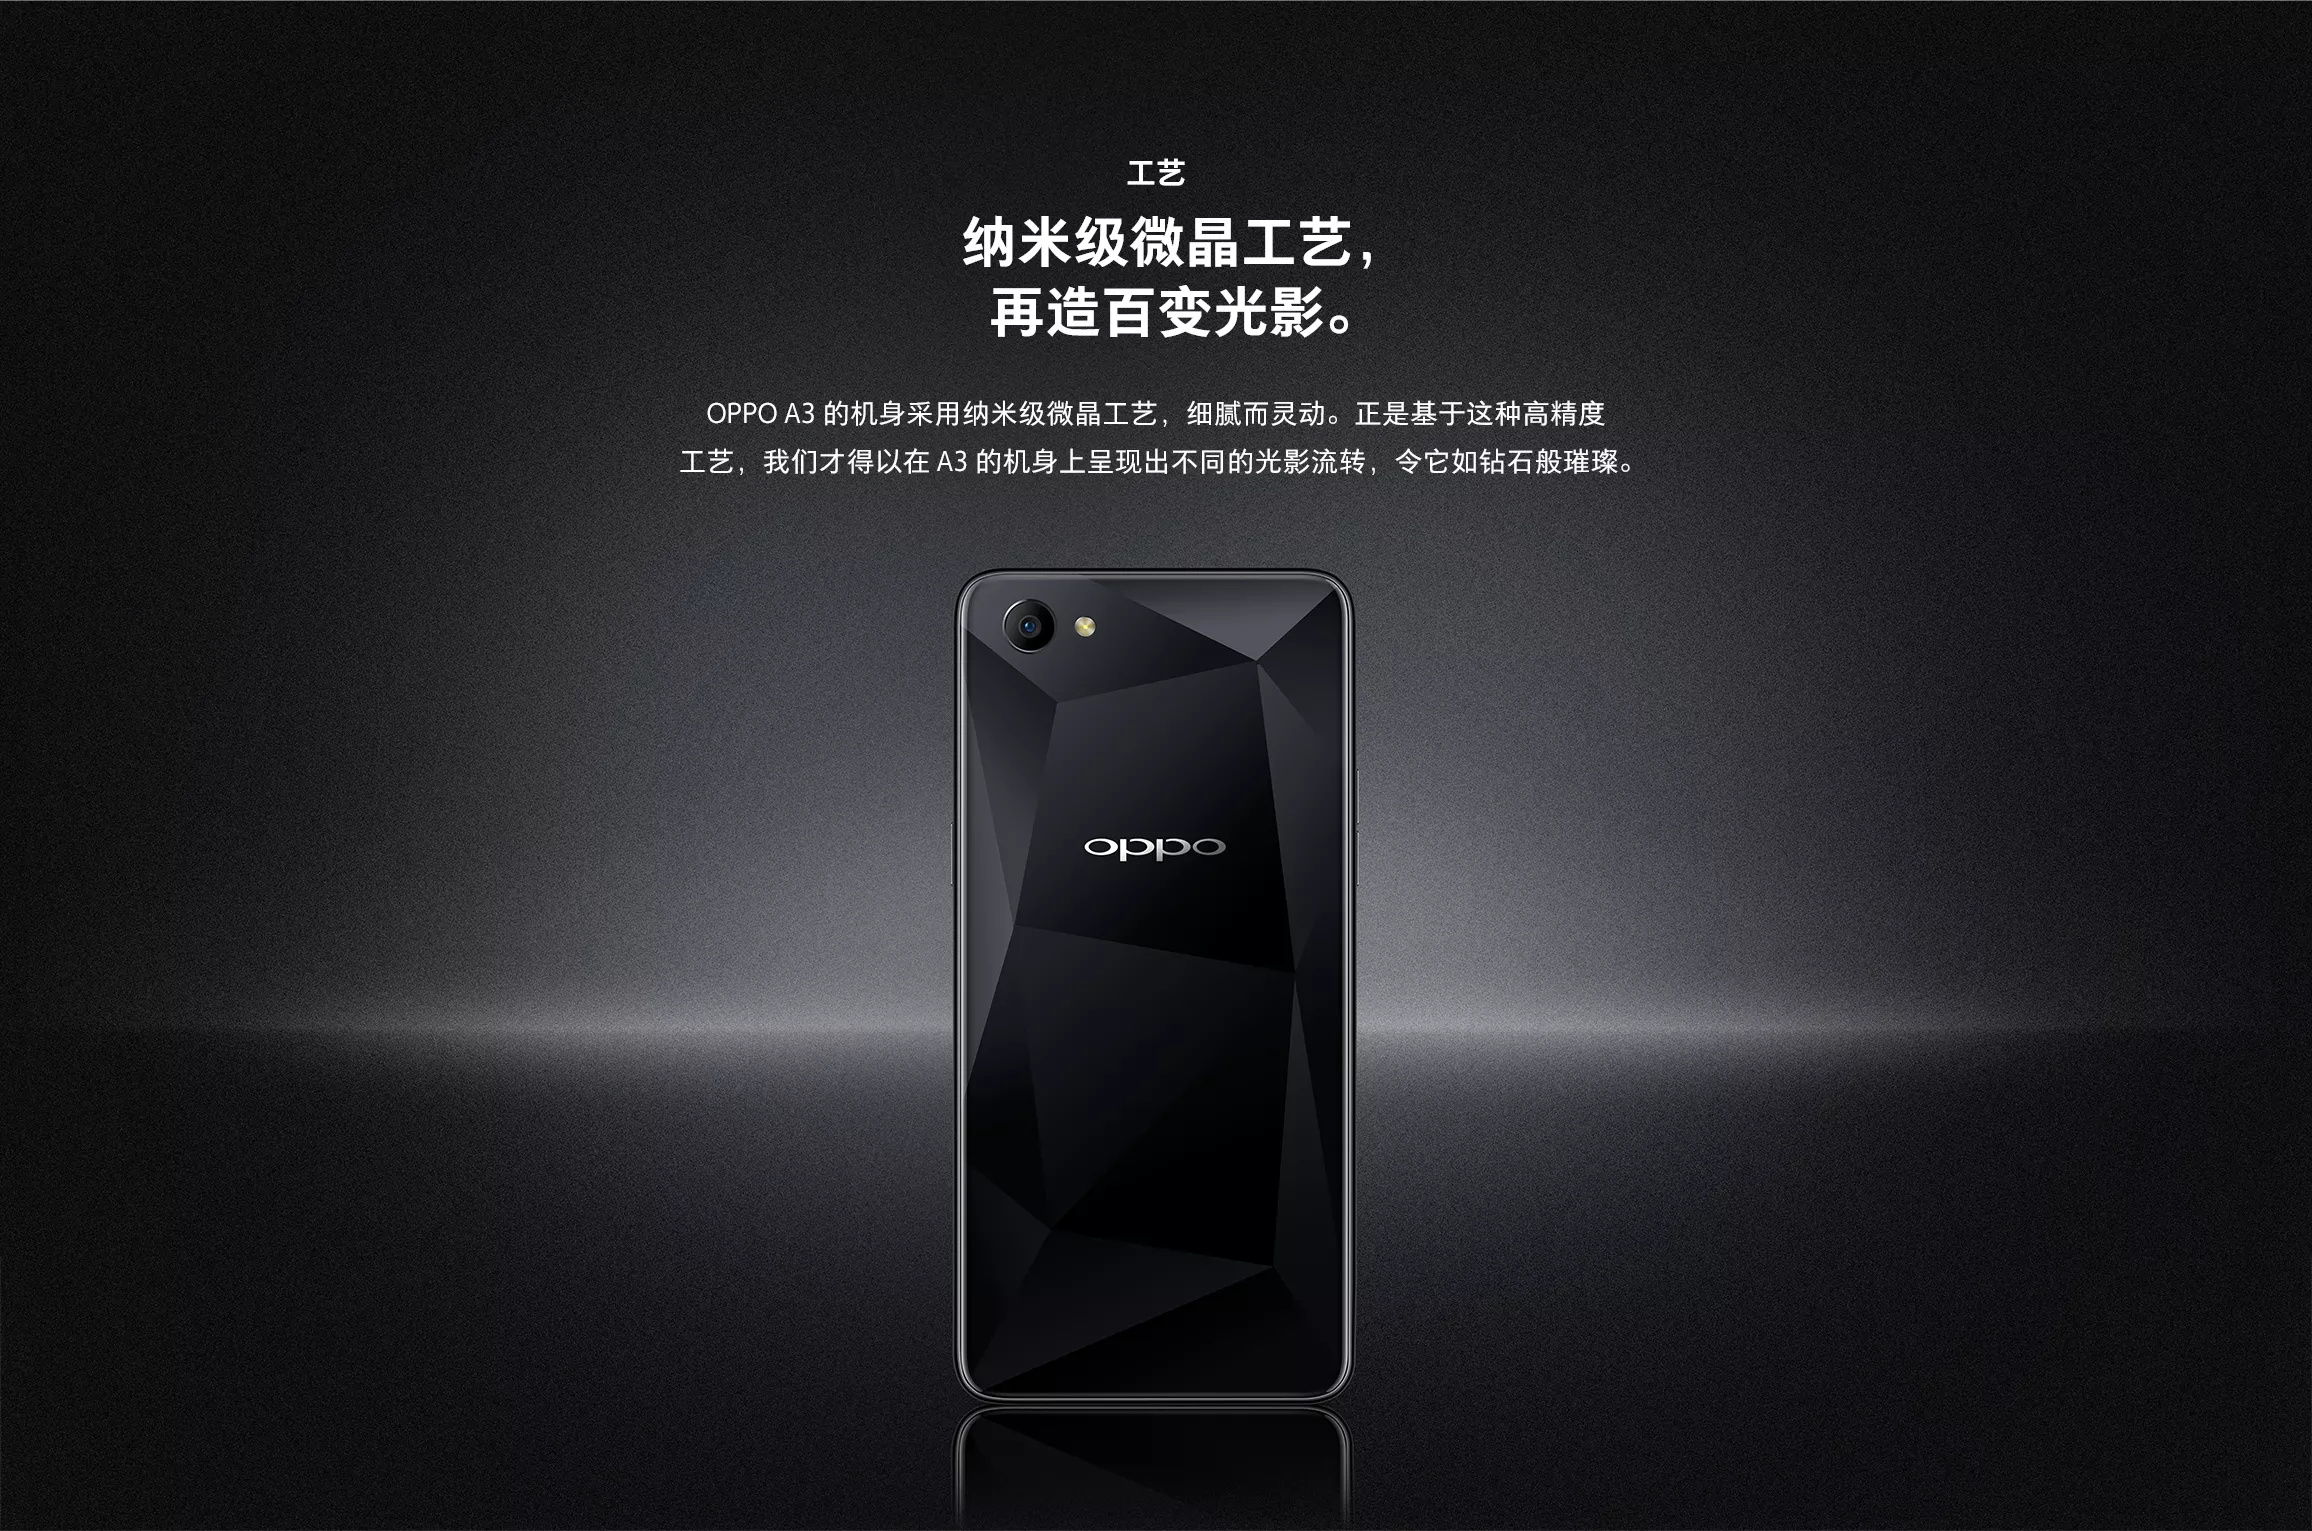 工艺
纳米级微晶工艺，
再造百变光影。
OPPO A3 的机身采用纳米级微晶工艺，细腻而灵动。正是基于这种高精度
工艺，我们才得以在 A3 的机身上呈现出不同的光影流转，令它如钻石般璀璨。
oppo